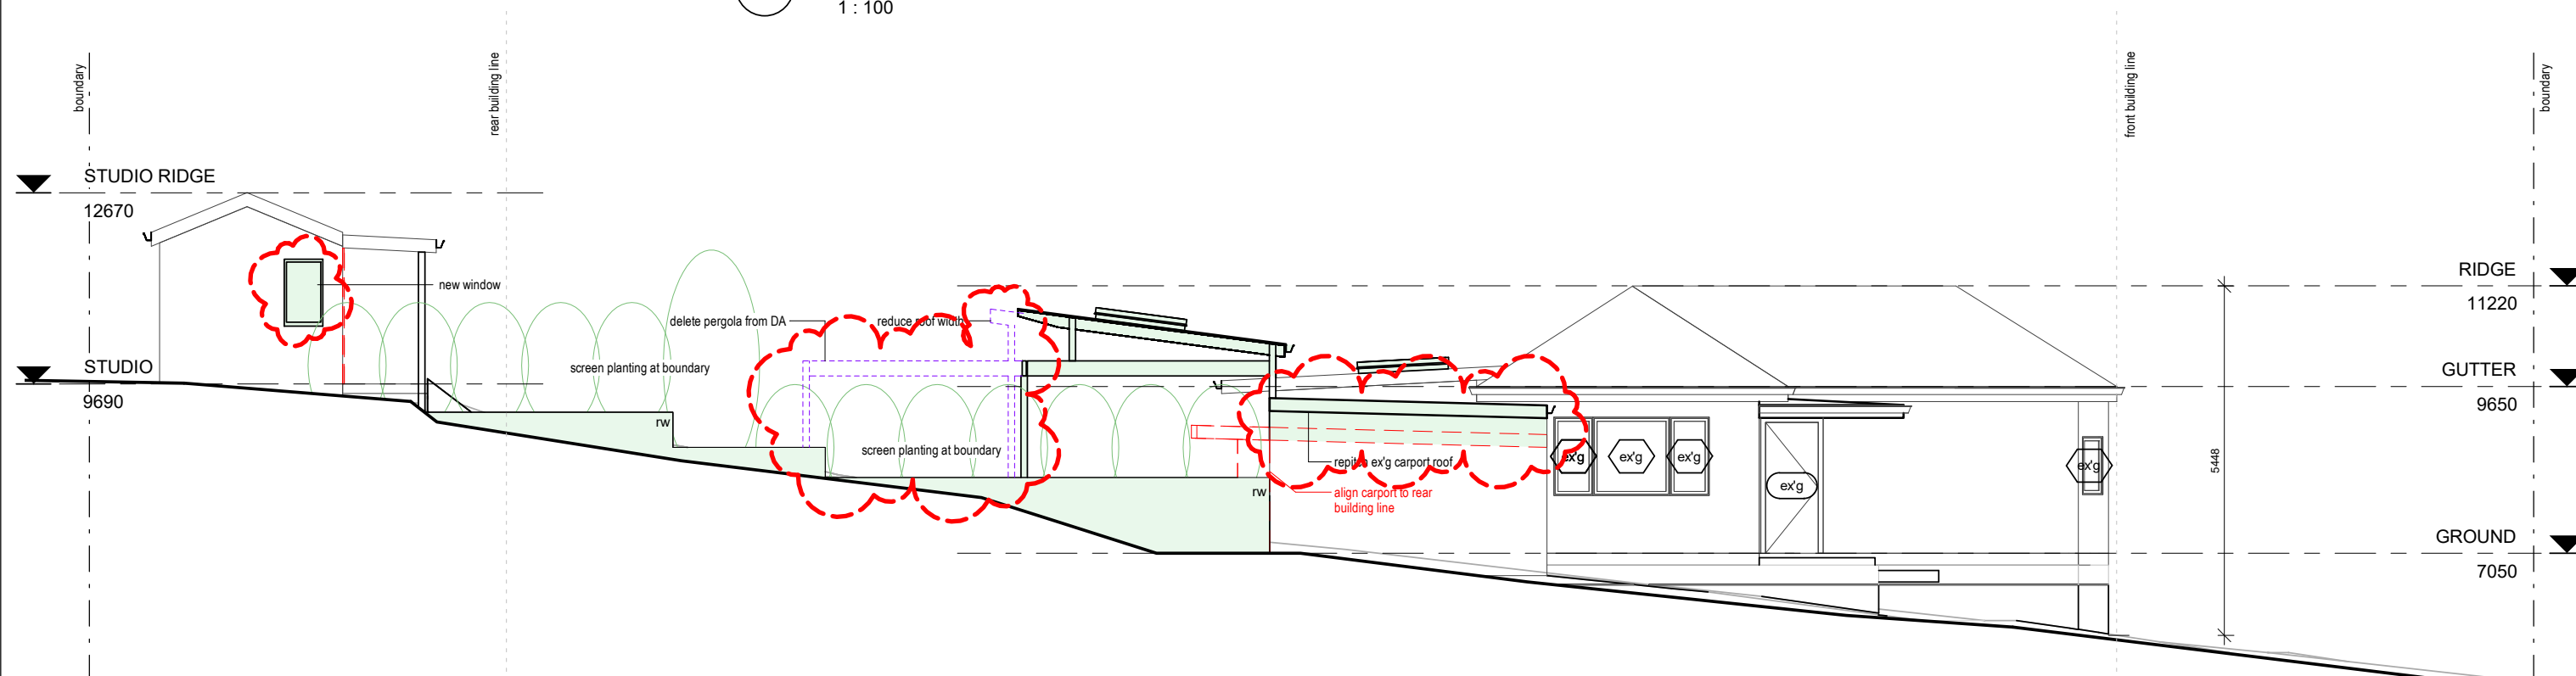 1 : 100
boundary
rear building line
front building line
boundary
STUDIO RIDGE
12670
RIDGE
11220
new window
delete pergola from DA
reduce roof width
STUDIO
9690
screen planting at boundary
GUTTER
9650
rw
screen planting at boundary
repitch ex'g carport roof
ex'g
ex'g
ex'g
ex'g
ex'g
5448
rw
align carport to rear
building line
GROUND
7050